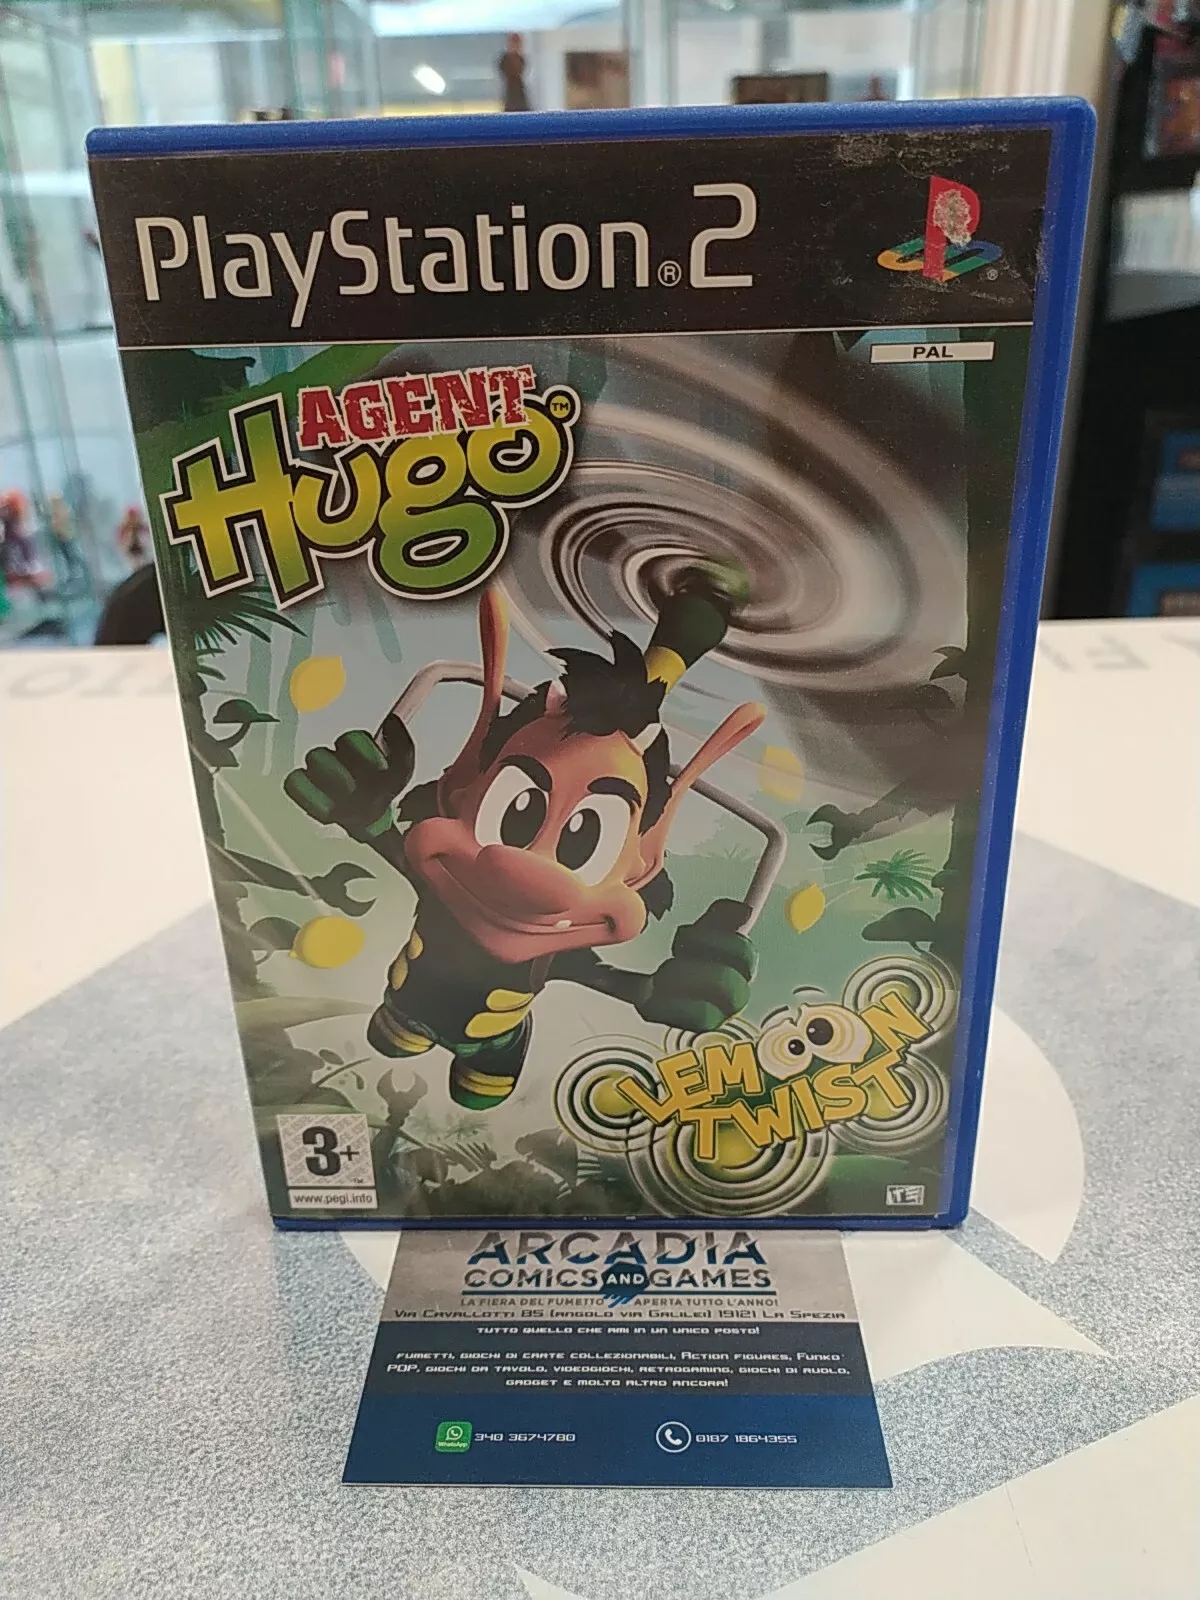 PlayStation®2
PAL
AGENT
Hugo™
LEMOON
TWIST
3+
™
www.pegi.info
ARCADIA
COMICS AND GAMES
LA FIERA DEL FUMETTO APERTA TUTTO L'ANNO!
Via Cavallotti 85 (angolo via Galilei) 19121 La Spezia
TUTTO QUELLO CHE AMI IN UN UNICO POSTO!
FUMETTI, GIOCHI DI CARTE COLLEZIONABILI, ACTION FIGURES, FUNKO
POP, GIOCHI DA TAVOLO, VIDEOGIOCHI, RETROGAMING, GIOCHI DI RUOLO,
GADGET E MOLTO ALTRO ANCORA!
WhatsApp 340 3674780
0187 1864355